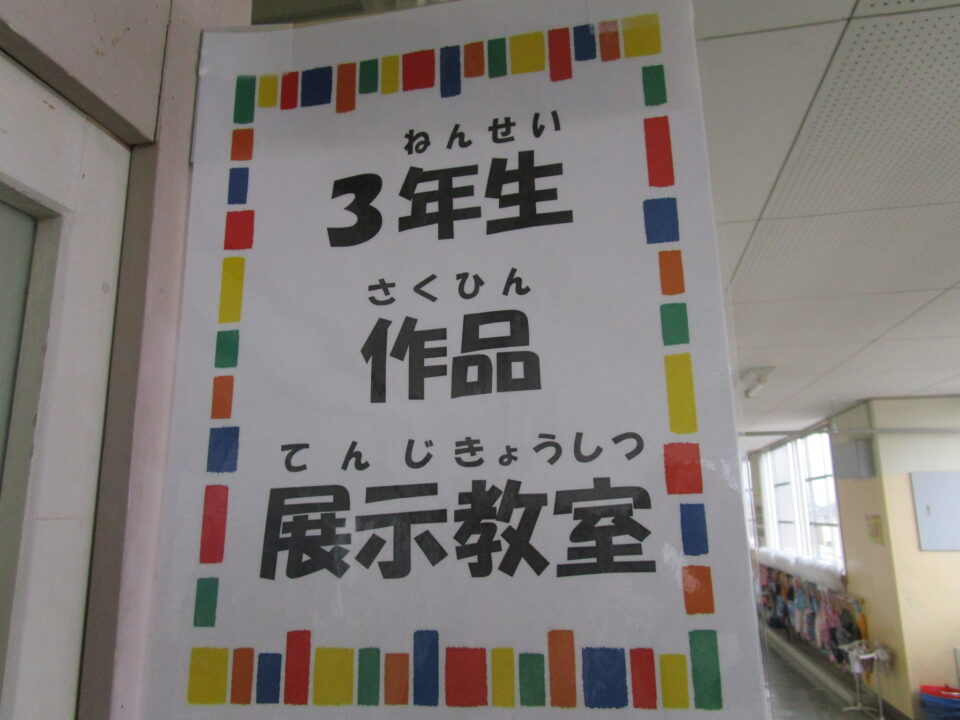 ねんせい
3年生
さくひん
作品
てんじきょうしつ
展示教室